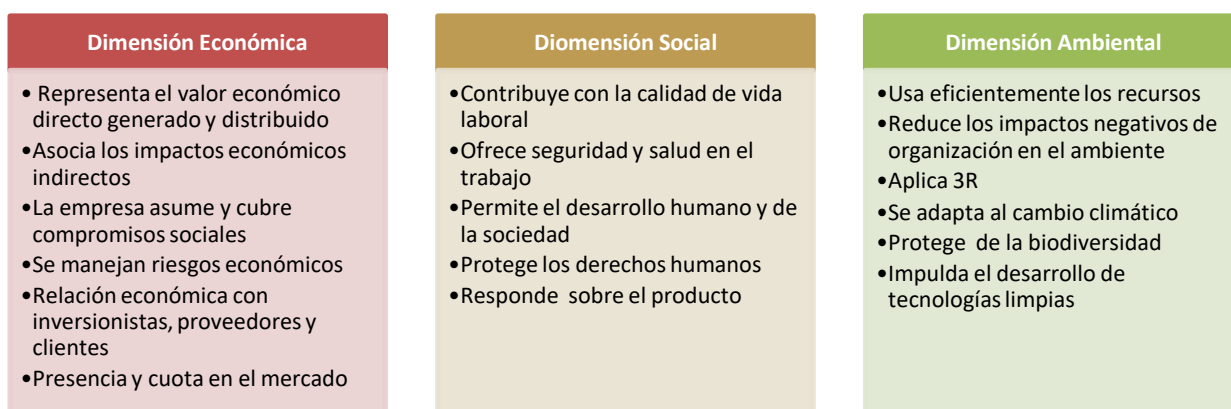 Dimensión Económica
• Representa el valor económico
directo generado y distribuido
•Asocia los impactos económicos
indirectos
•La empresa asume y cubre
compromisos sociales
•Se manejan riesgos económicos
•Relación económica con
inversionistas, proveedores y
clientes
•Presencia y cuota en el mercado
Diomensión Social
•Contribuye con la calidad de vida
laboral
•Ofrece seguridad y salud en el
trabajo
•Permite el desarrollo humano y de
la sociedad
•Protege los derechos humanos
•Responde sobre el producto
Dimensión Ambiental
•Usa eficientemente los recursos
•Reduce los impactos negativos de
organización en el ambiente
•Aplica 3R
•Se adapta al cambio climático
•Protege de la biodiversidad
•Impulda el desarrollo de
tecnologías limpias